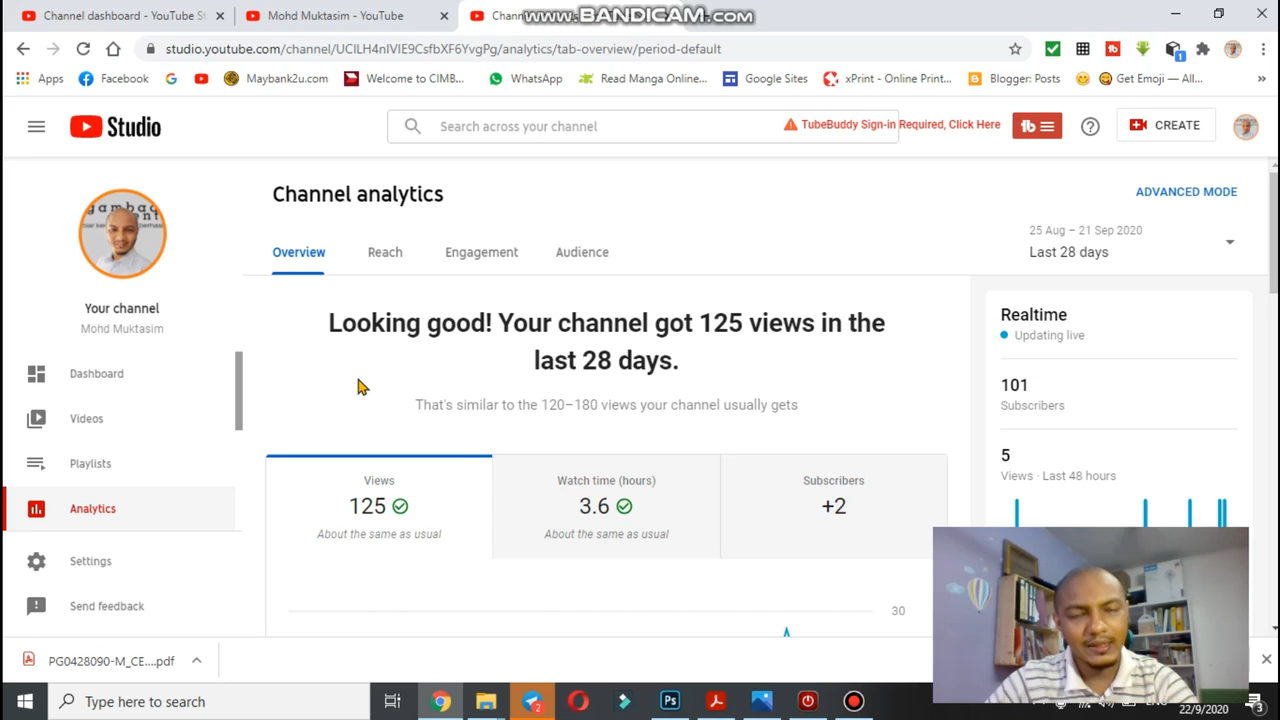 Channel dashboard - YouTube St
Mohd Muktasim - YouTube
Chann
www.BANDICAM.com
studio.youtube.com/channel/UCILH4nIVlE9CsfbXF6YvgPg/analytics/tab-overview/period-default
Apps
Facebook
Maybank2u.com
Welcome to CIMB...
WhatsApp
Read Manga Online...
Google Sites
xPrint - Online Print...
Blogger: Posts
Get Emoji — All...
Studio
Search across your channel
TubeBuddy Sign-in Required, Click Here
tb
CREATE
Channel analytics
ADVANCED MODE
25 Aug – 21 Sep 2020
Last 28 days
Overview
Reach
Engagement
Audience
Your channel
Mohd Muktasim
Dashboard
Videos
Playlists
Analytics
Settings
Send feedback
Looking good! Your channel got 125 views in the
last 28 days.
That's similar to the 120–180 views your channel usually gets
Views
125
About the same as usual
Watch time (hours)
3.6
About the same as usual
Subscribers
+2
30
Realtime
Updating live
101
Subscribers
5
Views · Last 48 hours
PG0428090-M_CE....pdf
Type here to search
2
Ps
22/9/2020
3